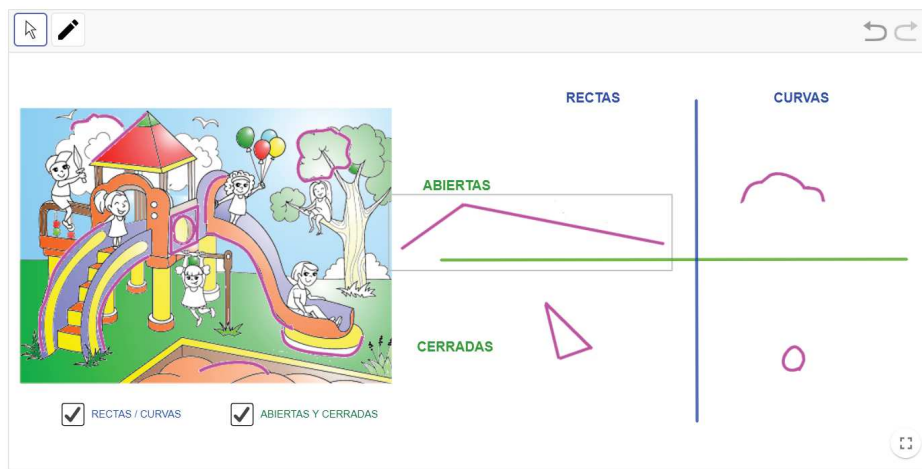 RECTAS
CURVAS
ABIERTAS
CERRADAS
RECTAS / CURVAS
ABIERTAS Y CERRADAS